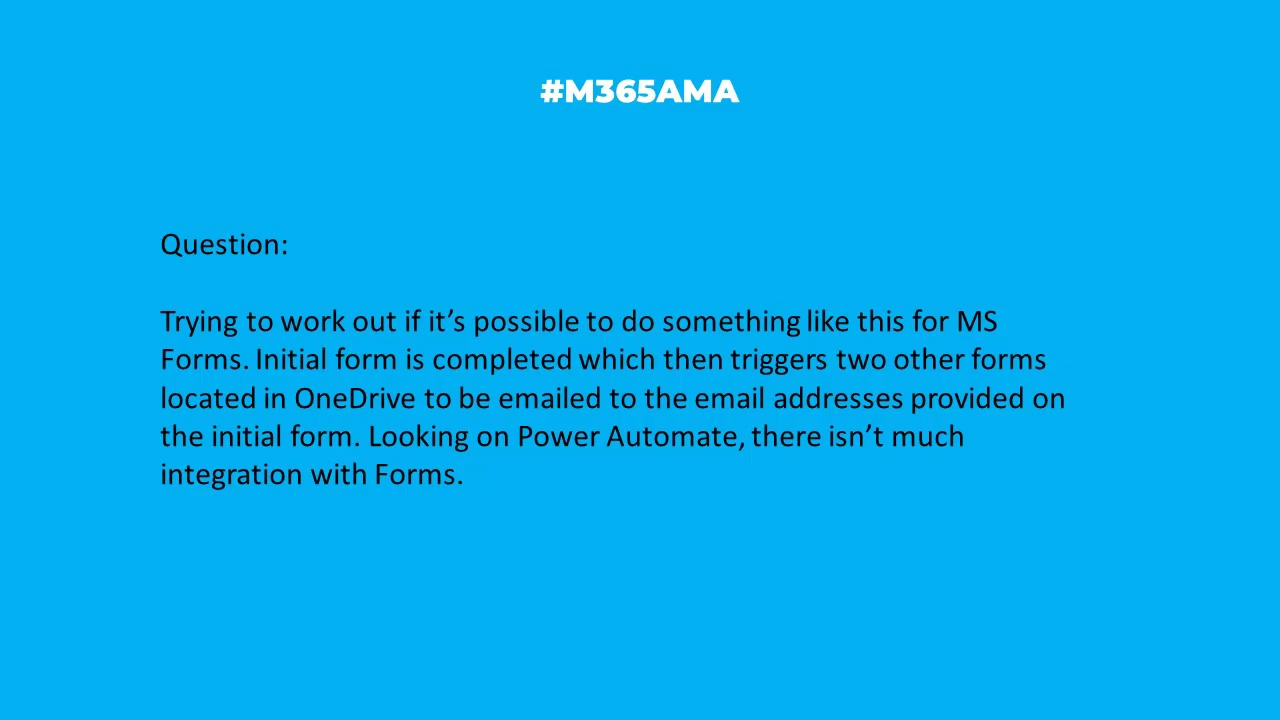 #M365AMA
Question:
Trying to work out if it’s possible to do something like this for MS
Forms. Initial form is completed which then triggers two other forms
located in OneDrive to be emailed to the email addresses provided on
the initial form. Looking on Power Automate, there isn’t much
integration with Forms.